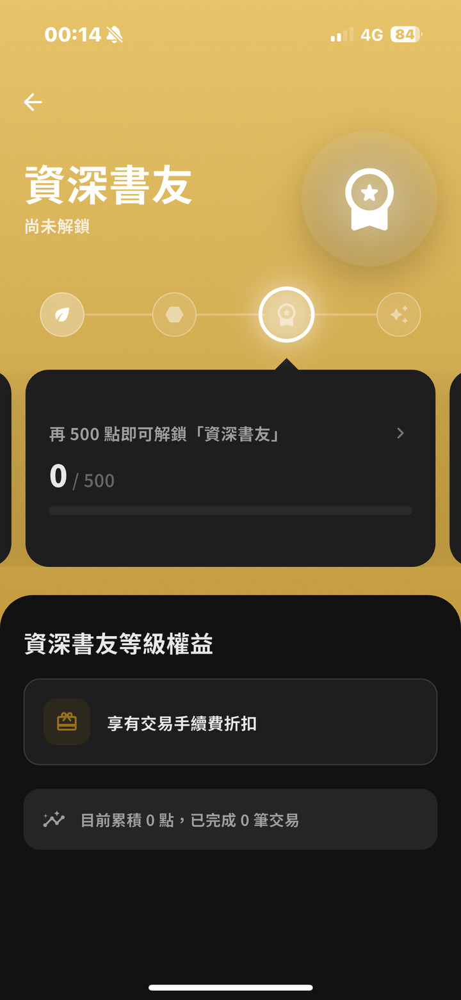 00:14 4G 84
資深書友
尚未解鎖
再 500 點即可解鎖「資深書友」
0 / 500
資深書友等級權益
享有交易手續費折扣
目前累積 0 點，已完成 0 筆交易